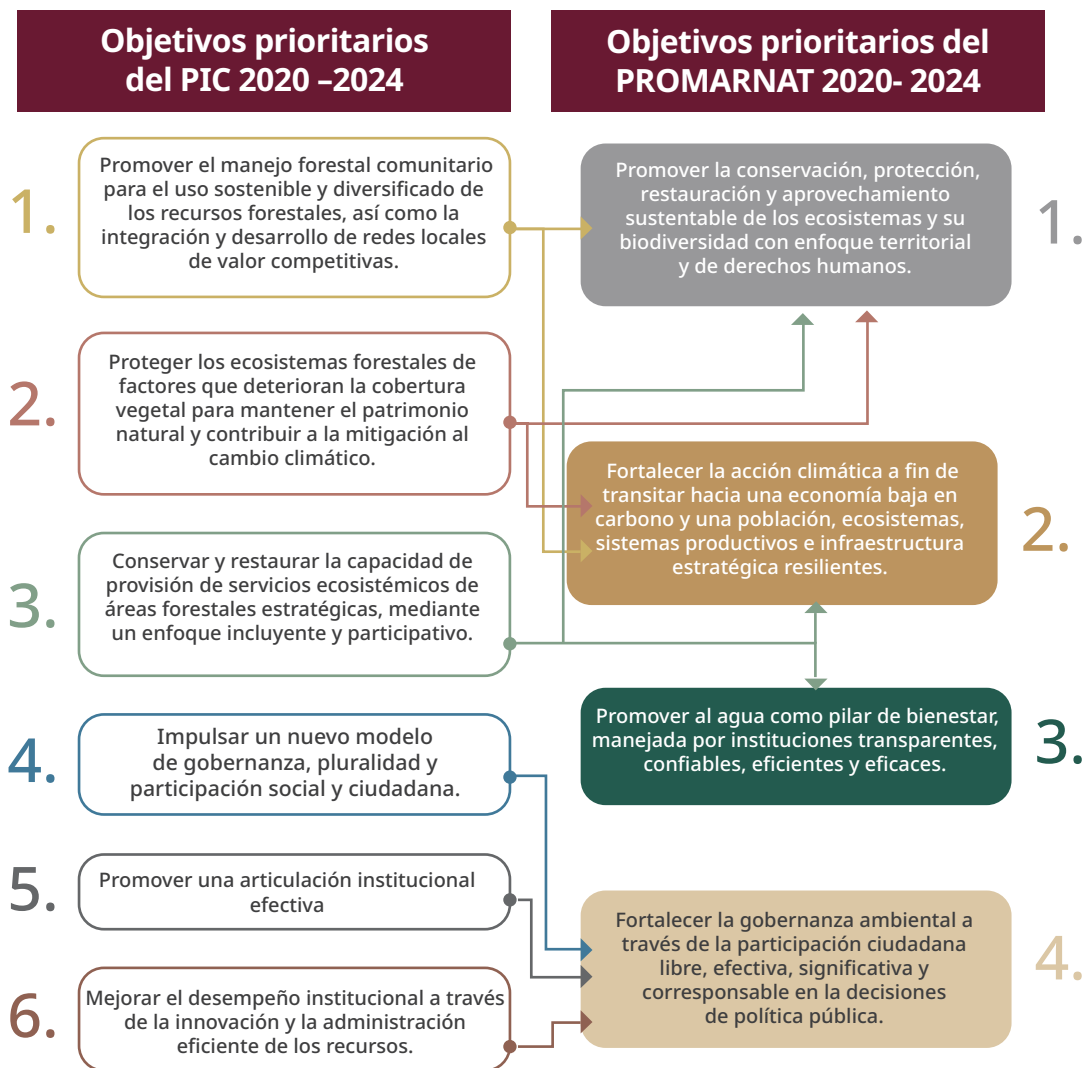 Objetivos prioritarios
del PIC 2020 –2024
1.
Promover el manejo forestal comunitario
para el uso sostenible y diversificado de
los recursos forestales, así como la
integración y desarrollo de redes locales
de valor competitivas.
2.
Proteger los ecosistemas forestales de
factores que deterioran la cobertura
vegetal para mantener el patrimonio
natural y contribuir a la mitigación al
cambio climático.
3.
Conservar y restaurar la capacidad de
provisión de servicios ecosistémicos de
áreas forestales estratégicas, mediante
un enfoque incluyente y participativo.
4.
Impulsar un nuevo modelo
de gobernanza, pluralidad y
participación social y ciudadana.
5.
Promover una articulación institucional
efectiva
6.
Mejorar el desempeño institucional a través
de la innovación y la administración
eficiente de los recursos.
Objetivos prioritarios del
PROMARNAT 2020- 2024
Promover la conservación, protección,
restauración y aprovechamiento
sustentable de los ecosistemas y su
biodiversidad con enfoque territorial
y de derechos humanos.
1.
Fortalecer la acción climática a fin de
transitar hacia una economía baja en
carbono y una población, ecosistemas,
sistemas productivos e infraestructura
estratégica resilientes.
2.
Promover al agua como pilar de bienestar,
manejada por instituciones transparentes,
confiables, eficientes y eficaces.
3.
Fortalecer la gobernanza ambiental a
través de la participación ciudadana
libre, efectiva, significativa y
corresponsable en la decisiones
de política pública.
4.